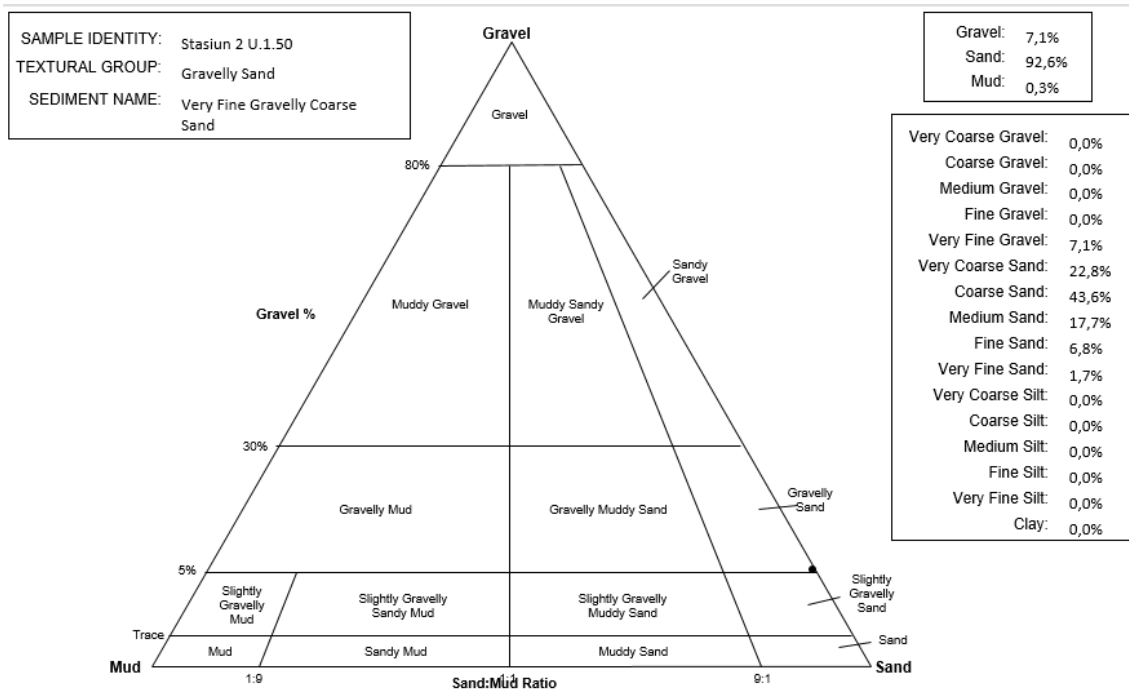 SAMPLE IDENTITY: Stasiun 2 U.1.50
TEXTURAL GROUP: Gravelly Sand
SEDIMENT NAME: Very Fine Gravelly Coarse
Sand
Gravel: 7,1%
Sand: 92,6%
Mud: 0,3%
Very Coarse Gravel: 0,0%
Coarse Gravel: 0,0%
Medium Gravel: 0,0%
Fine Gravel: 0,0%
Very Fine Gravel: 7,1%
Very Coarse Sand: 22,8%
Coarse Sand: 43,6%
Medium Sand: 17,7%
Fine Sand: 6,8%
Very Fine Sand: 1,7%
Very Coarse Silt: 0,0%
Coarse Silt: 0,0%
Medium Silt: 0,0%
Fine Silt: 0,0%
Very Fine Silt: 0,0%
Clay: 0,0%
Gravel
Gravel
80%
Sandy
Gravel
Muddy Gravel
Muddy Sandy
Gravel
Gravel %
30%
Gravelly
Sand
Gravelly Mud
Gravelly Muddy Sand
5%
Slightly
Gravelly
Mud
Slightly Gravelly
Sandy Mud
Slightly Gravelly
Muddy Sand
Slightly
Gravelly
Sand
Trace
Mud
Sandy Mud
Muddy Sand
Sand
Mud
Sand
1:9
9:1
Sand:Mud Ratio